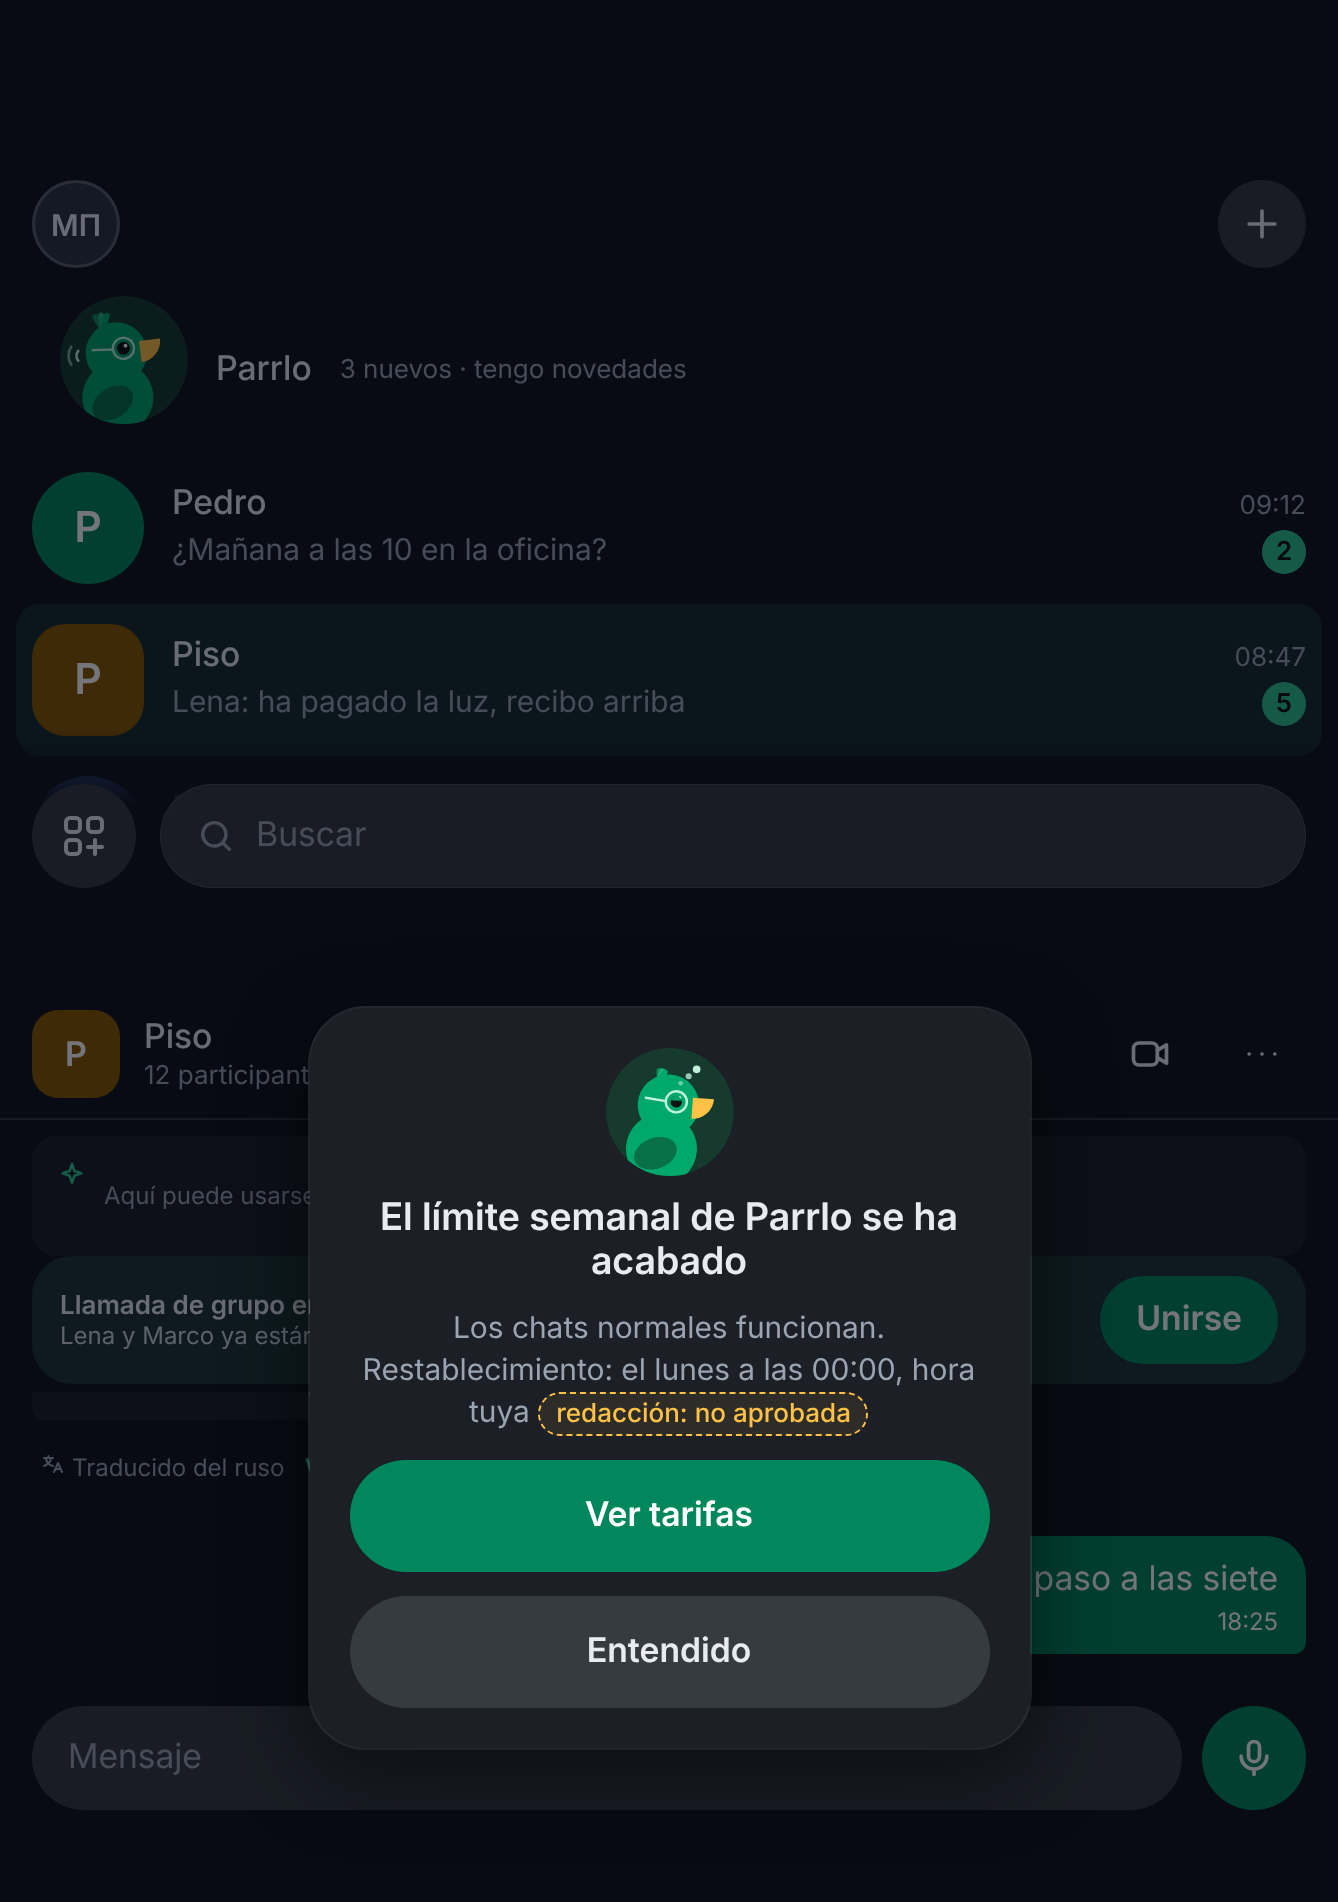 МП
Parrlo 3 nuevos · tengo novedades
P
Pedro
09:12
¿Mañana a las 10 en la oficina?
2
P
Piso
08:47
Lena: ha pagado la luz, recibo arriba
5
Buscar
P
Piso
12 participant
Aquí puede usarse
Llamada de grupo
Lena y Marco ya
Unirse
Traducido del ruso
paso a las siete
18:25
Mensaje
El límite semanal de Parrlo se ha
acabado
Los chats normales funcionan.
Restablecimiento: el lunes a las 00:00, hora
tuya redacción: no aprobada
Ver tarifas
Entendido